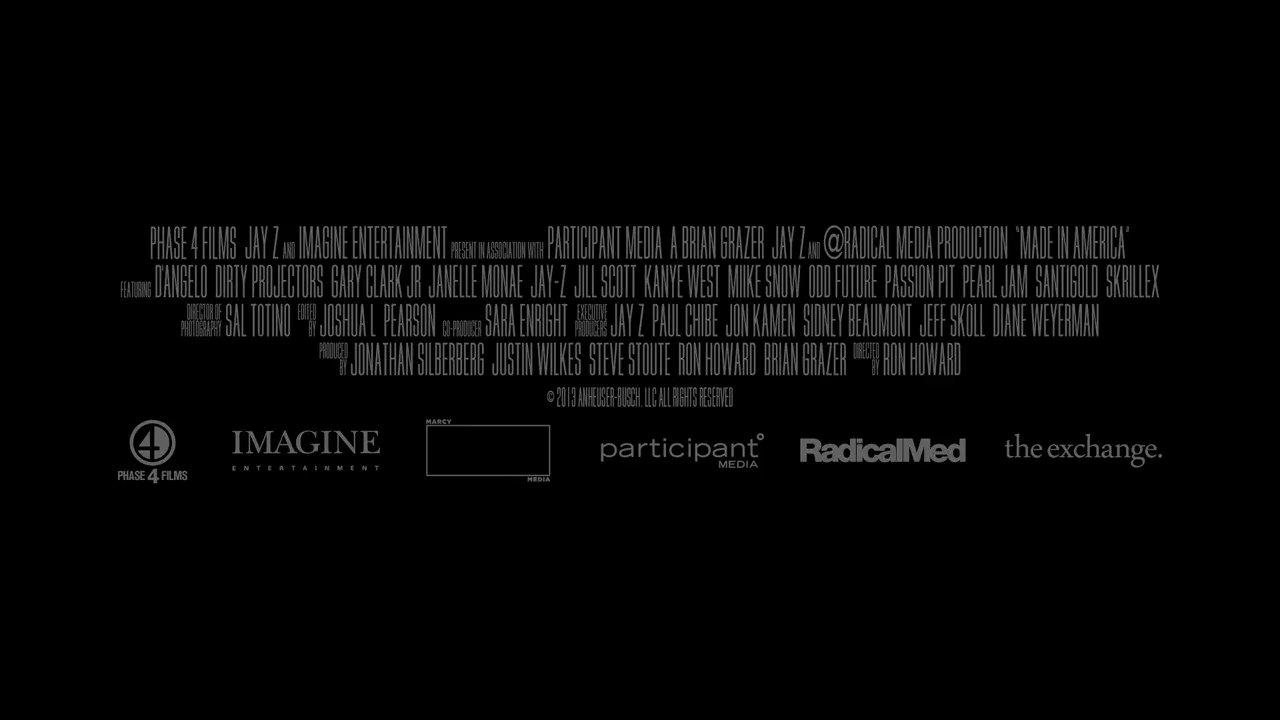 PHASE 4 FILMS JAY Z AND IMAGINE ENTERTAINMENT PRESENT IN ASSOCIATION WITH PARTICIPANT MEDIA A BRIAN GRAZER JAY Z AND @RADICAL MEDIA PRODUCTION "MADE IN AMERICA"
FEATURING D'ANGELO DIRTY PROJECTORS GARY CLARK JR JANELLE MONAE JAY-Z JILL SCOTT KANYE WEST MIIKE SNOW ODD FUTURE PASSION PIT PEARL JAM SANTIGOLD SKRILLEX
DIRECTOR OF PHOTOGRAPHY SAL TOTINO EDITED BY JOSHUA L PEARSON CO-PRODUCER SARA ENRIGHT EXECUTIVE PRODUCERS JAY Z PAUL CHIBE JON KAMEN SIDNEY BEAUMONT JEFF SKOLL DIANE WEYERMAN
PRODUCED BY JONATHAN SILBERBERG JUSTIN WILKES STEVE STOUTE RON HOWARD BRIAN GRAZER DIRECTED BY RON HOWARD
© 2013 ANHEUSER-BUSCH, LLC ALL RIGHTS RESERVED
4
PHASE 4 FILMS
IMAGINE
ENTERTAINMENT
MARCY
MEDIA
participant
MEDIA
RadicalMed
the exchange.